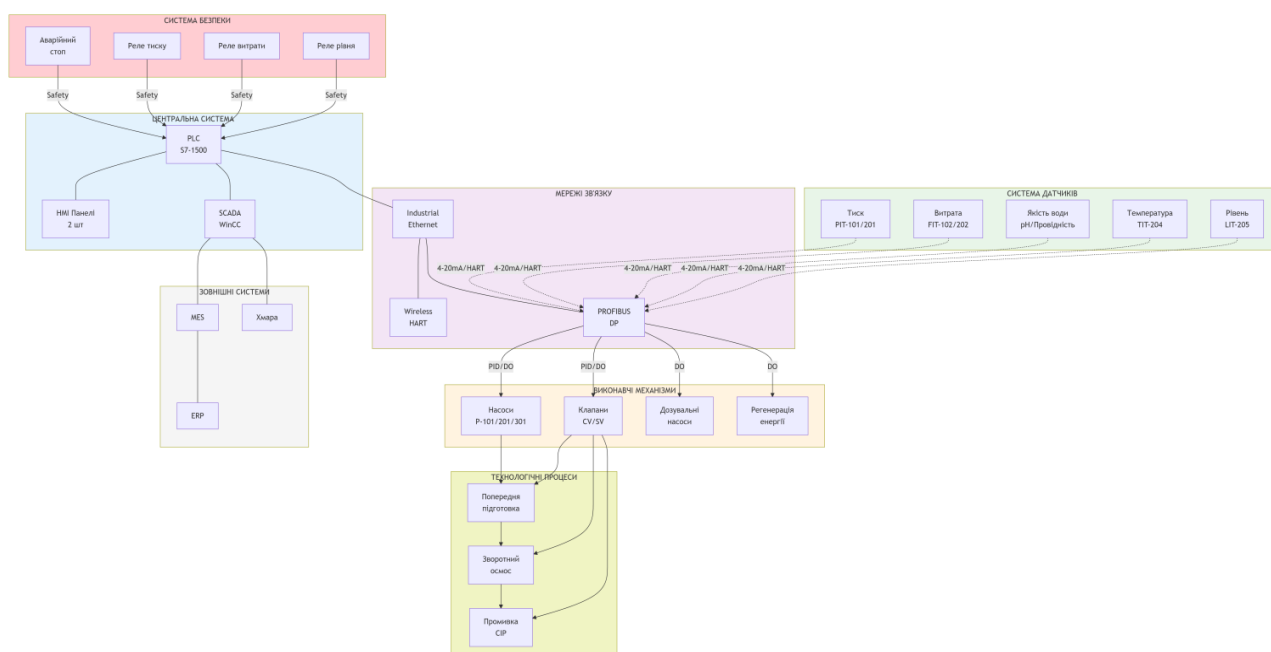 СИСТЕМА БЕЗПЕКИ
Аварійний
стоп
Реле тиску
Реле витрати
Реле рівня
Safety
Safety
Safety
Safety
ЦЕНТРАЛЬНА СИСТЕМА
PLC
S7-1500
HMI Панелі
2 шт
SCADA
WinCC
МЕРЕЖІ ЗВ'ЯЗКУ
Industrial
Ethernet
Wireless
HART
PROFIBUS
DP
СИСТЕМА ДАТЧИКІВ
Тиск
PIT-101/201
Витрата
FIT-102/202
Якість води
pH/Провідність
Температура
TIT-204
Рівень
LIT-205
4-20mA/HART
4-20mA/HART
4-20mA/HART
4-20mA/HART
4-20mA/HART
ЗОВНІШНІ СИСТЕМИ
MES
Хмара
ERP
PID/DO
PID/DO
DO
DO
ВИКОНАВЧІ МЕХАНІЗМИ
Насоси
P-101/201/301
Клапани
CV/SV
Дозувальні
насоси
Регенерація
енергії
ТЕХНОЛОГІЧНІ ПРОЦЕСИ
Попередня
підготовка
Зворотний
осмос
Промивка
CIP